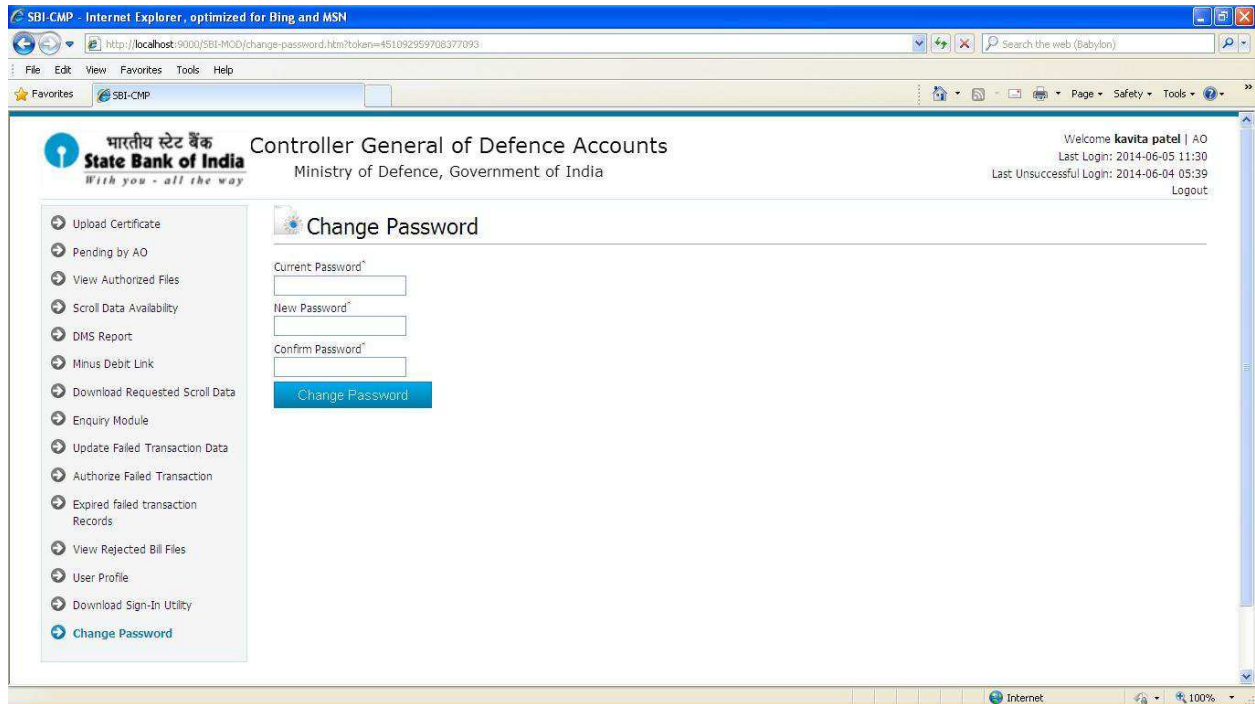 SBI-CMP - Internet Explorer, optimized for Bing and MSN
http://localhost:9000/SBI-MOD/change-password.htm?token=451092959708377093
Search the web (Babylon)
File Edit View Favorites Tools Help
Favorites SBI-CMP
Page Safety Tools
भारतीय स्टेट बैंक
State Bank of India
With you - all the way
Controller General of Defence Accounts
Ministry of Defence, Government of India
Welcome kavita patel | AO
Last Login: 2014-06-05 11:30
Last Unsuccessful Login: 2014-06-04 05:39
Logout
Upload Certificate
Pending by AO
View Authorized Files
Scroll Data Availability
DMS Report
Minus Debit Link
Download Requested Scroll Data
Enquiry Module
Update Failed Transaction Data
Authorize Failed Transaction
Expired failed transaction
Records
View Rejected Bill Files
User Profile
Download Sign-In Utility
Change Password
Change Password
Current Password*
New Password*
Confirm Password*
Change Password
Internet
100%